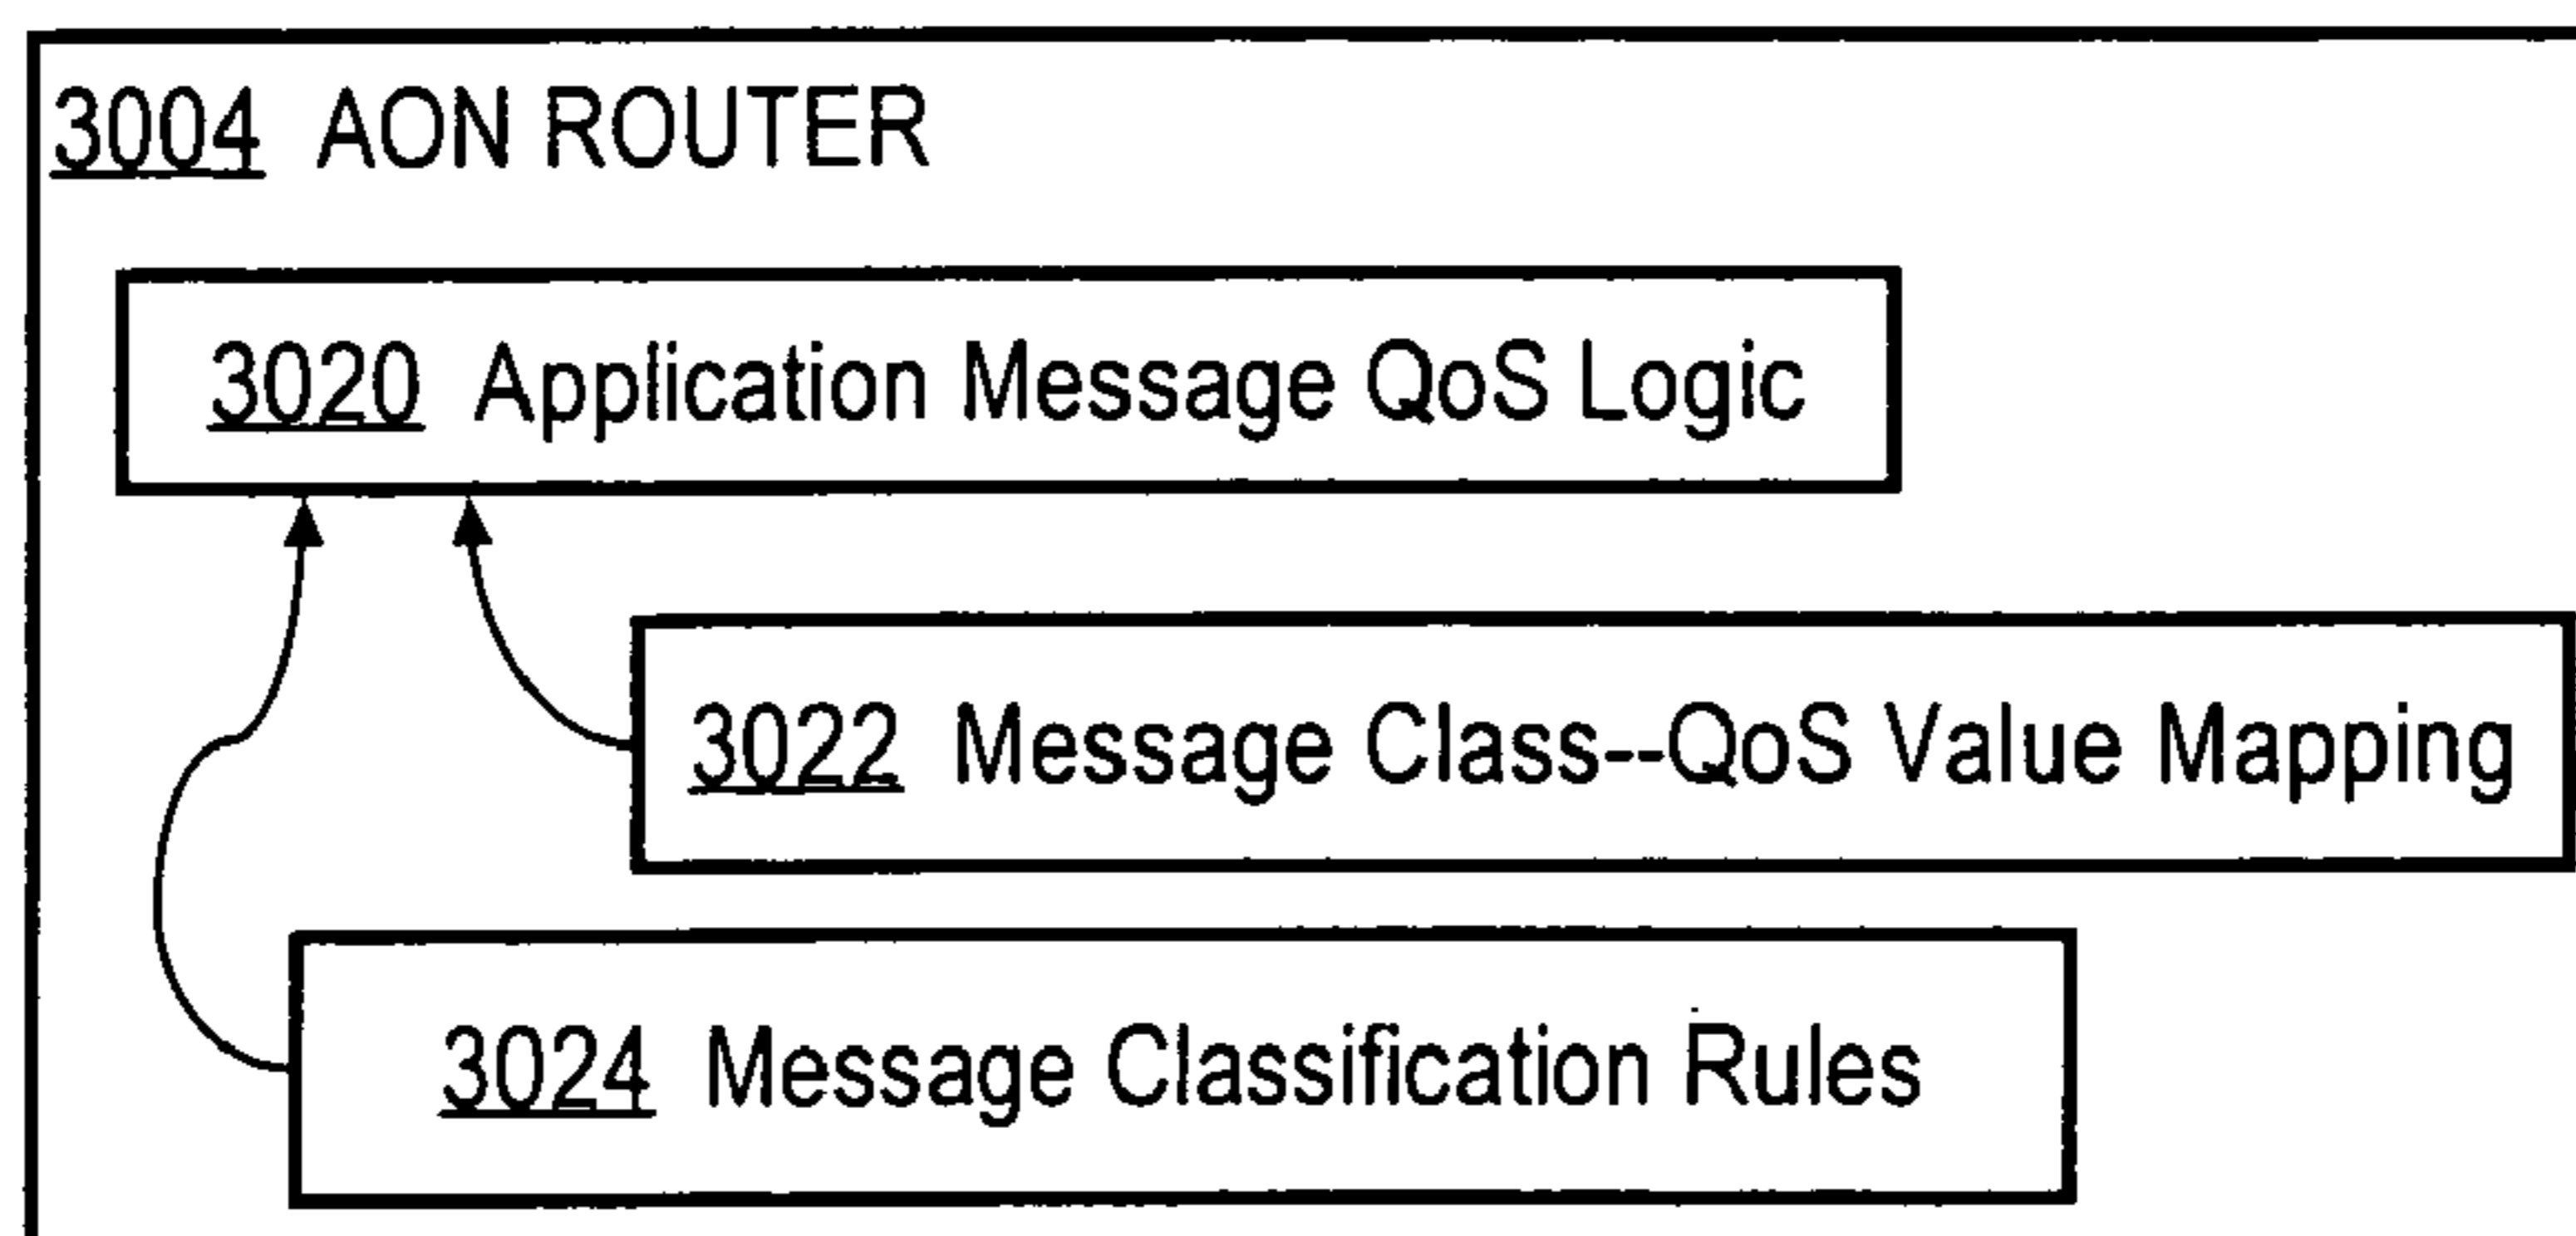 3004 AON ROUTER
3020 Application Message QoS Logic
3022 Message Class--QoS Value Mapping
3024 Message Classification Rules